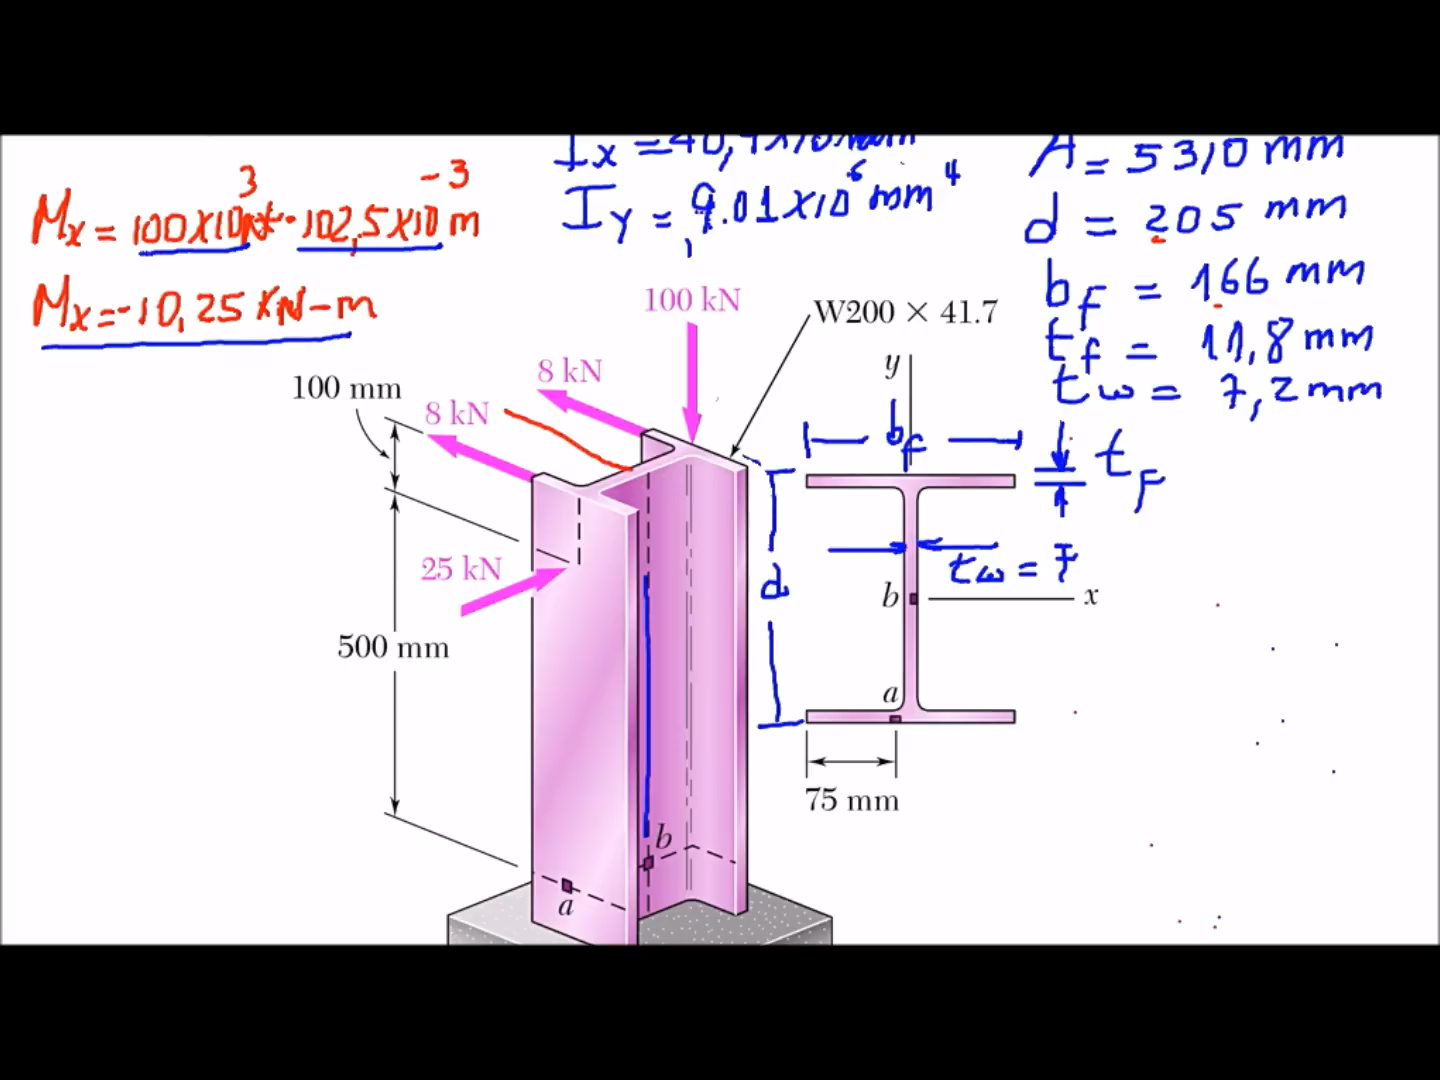 Mx = 100x10³N · 102,5x10⁻³ m
Mx = -10,25 KN-m
Iy = 9.01x10⁶ mm⁴
A = 5310 mm
d = 205 mm
bf = 166 mm
tf = 11,8 mm
tw = 7,2 mm
100 kN
W200 × 41.7
8 kN
100 mm
8 kN
y
bf
tF
25 kN
tw = 7
d
b
x
500 mm
a
75 mm
b
a